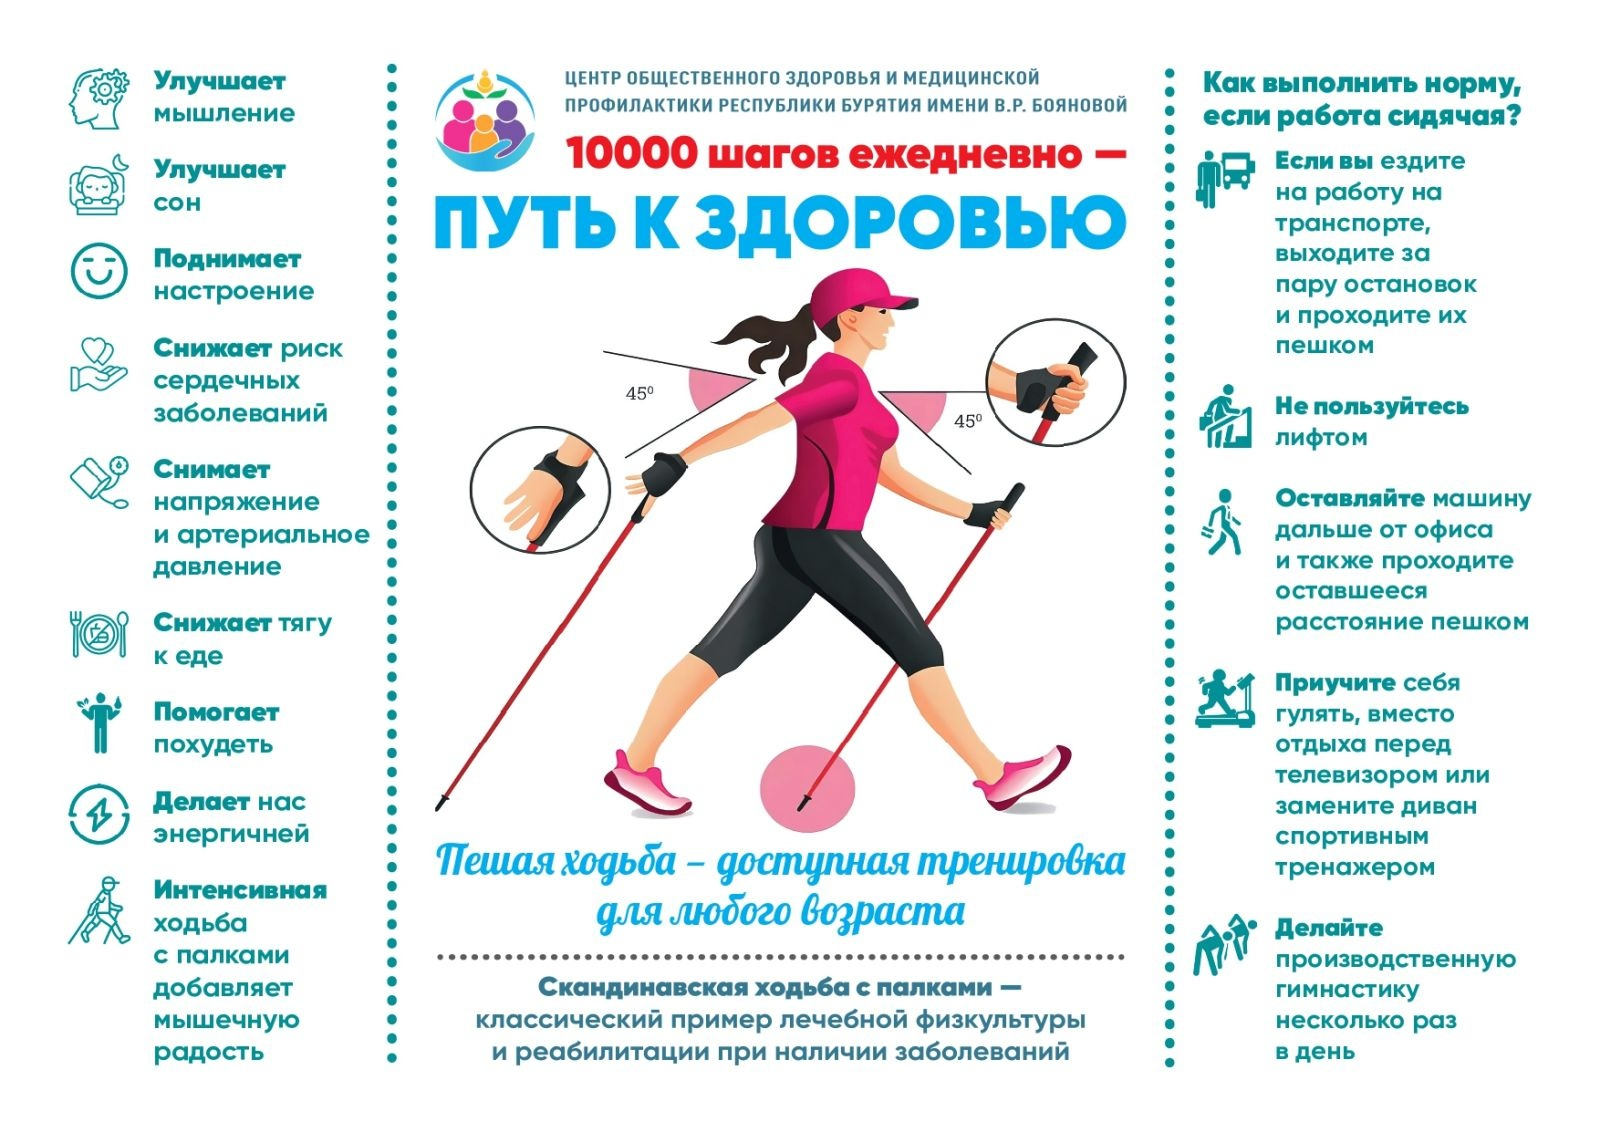 Улучшает
мышление
Улучшает
сон
Поднимает
настроение
Снижает риск
сердечных
заболеваний
Снимает
напряжение
и артериальное
давление
Снижает тягу
к еде
Помогает
похудеть
Делает нас
энергичней
Интенсивная
ходьба
с палками
добавляет
мышечную
радость
ЦЕНТР ОБЩЕСТВЕННОГО ЗДОРОВЬЯ И МЕДИЦИНСКОЙ
ПРОФИЛАКТИКИ РЕСПУБЛИКИ БУРЯТИЯ ИМЕНИ В.Р. БОЯНОВОЙ
10000 шагов ежедневно —
ПУТЬ К ЗДОРОВЬЮ
45⁰
45⁰
Пешая ходьба – доступная тренировка
для любого возраста
Скандинавская ходьба с палками —
классический пример лечебной физкультуры
и реабилитации при наличии заболеваний
Как выполнить норму,
если работа сидячая?
Если вы ездите
на работу на
транспорте,
выходите за
пару остановок
и проходите их
пешком
Не пользуйтесь
лифтом
Оставляйте машину
дальше от офиса
и также проходите
оставшееся
расстояние пешком
Приучите себя
гулять, вместо
отдыха перед
телевизором или
замените диван
спортивным
тренажером
Делайте
производственную
гимнастику
несколько раз
в день